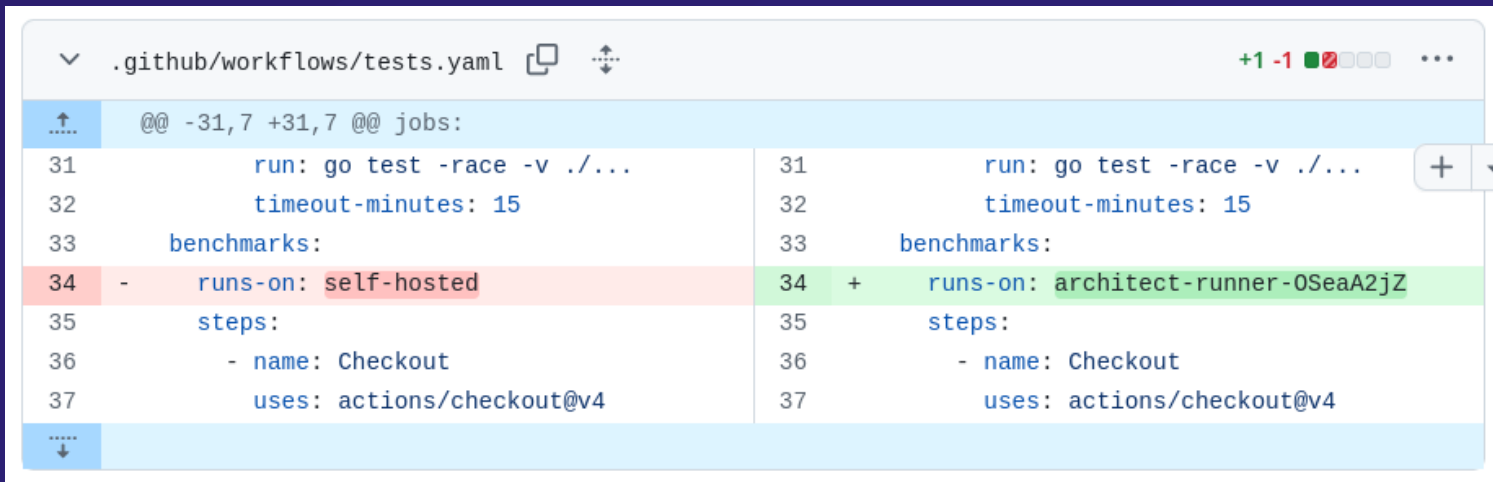 .github/workflows/tests.yaml +1 -1
@@ -31,7 +31,7 @@ jobs:
31 run: go test -race -v ./...
32 timeout-minutes: 15
33 benchmarks:
34 - runs-on: self-hosted
35 steps:
36 - name: Checkout
37 uses: actions/checkout@v4
31 run: go test -race -v ./...
32 timeout-minutes: 15
33 benchmarks:
34 + runs-on: architect-runner-OSeaA2jZ
35 steps:
36 - name: Checkout
37 uses: actions/checkout@v4